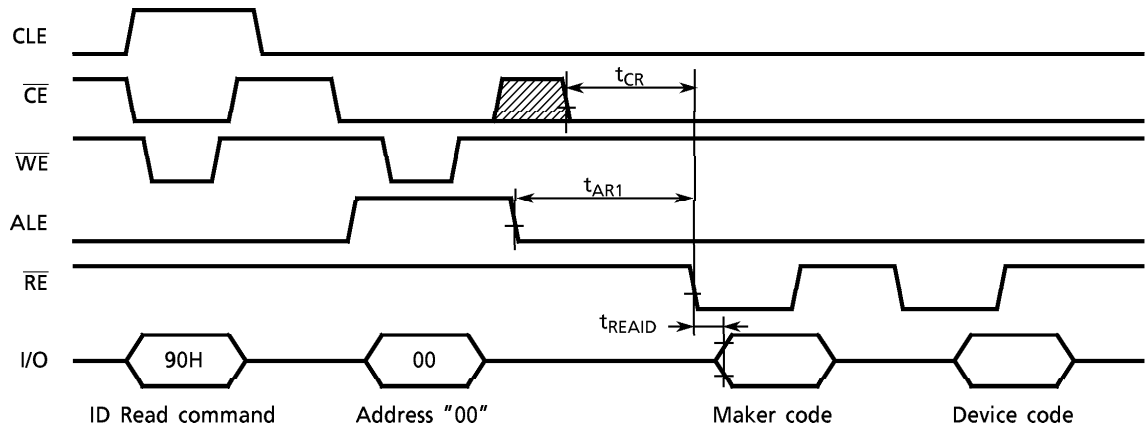 CLE
CE
tCR
WE
tAR1
ALE
RE
tREAID
I/O 90H 00
ID Read command Address "00" Maker code Device code